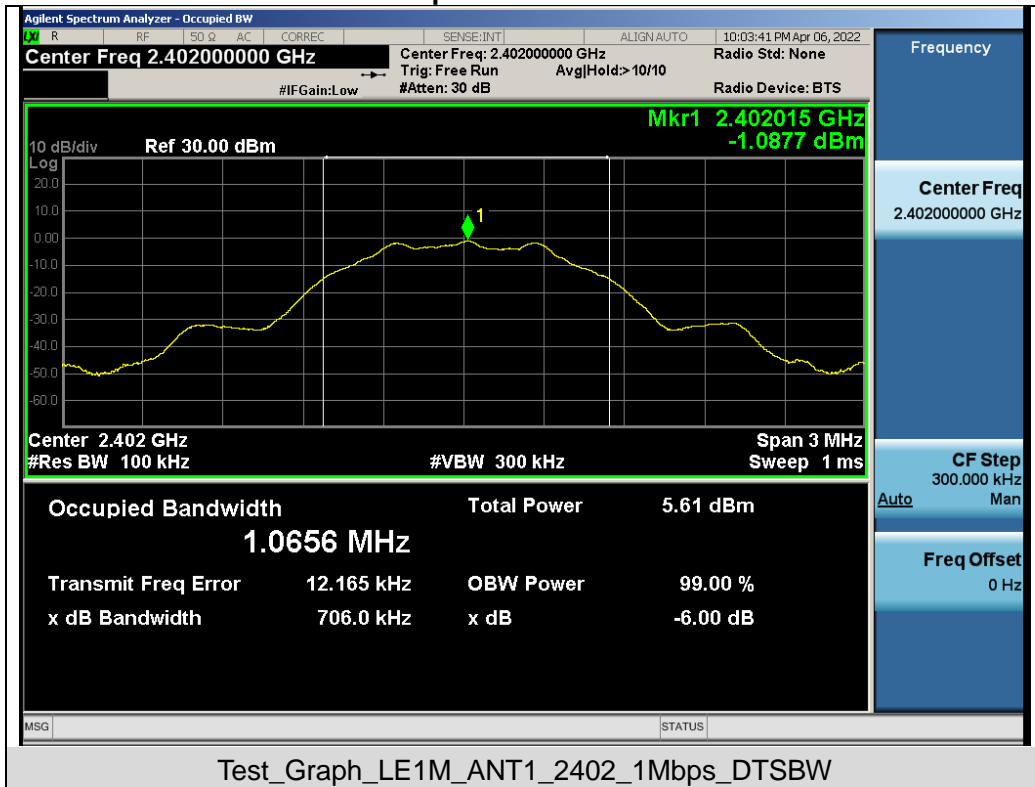 Agilent Spectrum Analyzer - Occupied BW
LXI R RF 50 Ω AC CORREC SENSE:INT ALIGN AUTO 10:03:41 PM Apr 06, 2022
Center Freq 2.402000000 GHz Center Freq: 2.402000000 GHz Radio Std: None
Trig: Free Run Avg|Hold:> 10/10
#IFGain:Low #Atten: 30 dB Radio Device: BTS
Frequency
Mkr1 2.402015 GHz
-1.0877 dBm
10 dB/div Ref 30.00 dBm
Log
20.0
10.0
0.00
-10.0
-20.0
-30.0
-40.0
-50.0
-60.0
1
Center 2.402 GHz Span 3 MHz
#Res BW 100 kHz #VBW 300 kHz Sweep 1 ms
Occupied Bandwidth Total Power 5.61 dBm
1.0656 MHz
Transmit Freq Error 12.165 kHz OBW Power 99.00 %
x dB Bandwidth 706.0 kHz x dB -6.00 dB
Center Freq
2.402000000 GHz
CF Step
300.000 kHz
Auto Man
Freq Offset
0 Hz
MSG STATUS
Test_Graph_LE1M_ANT1_2402_1Mbps_DTSBW